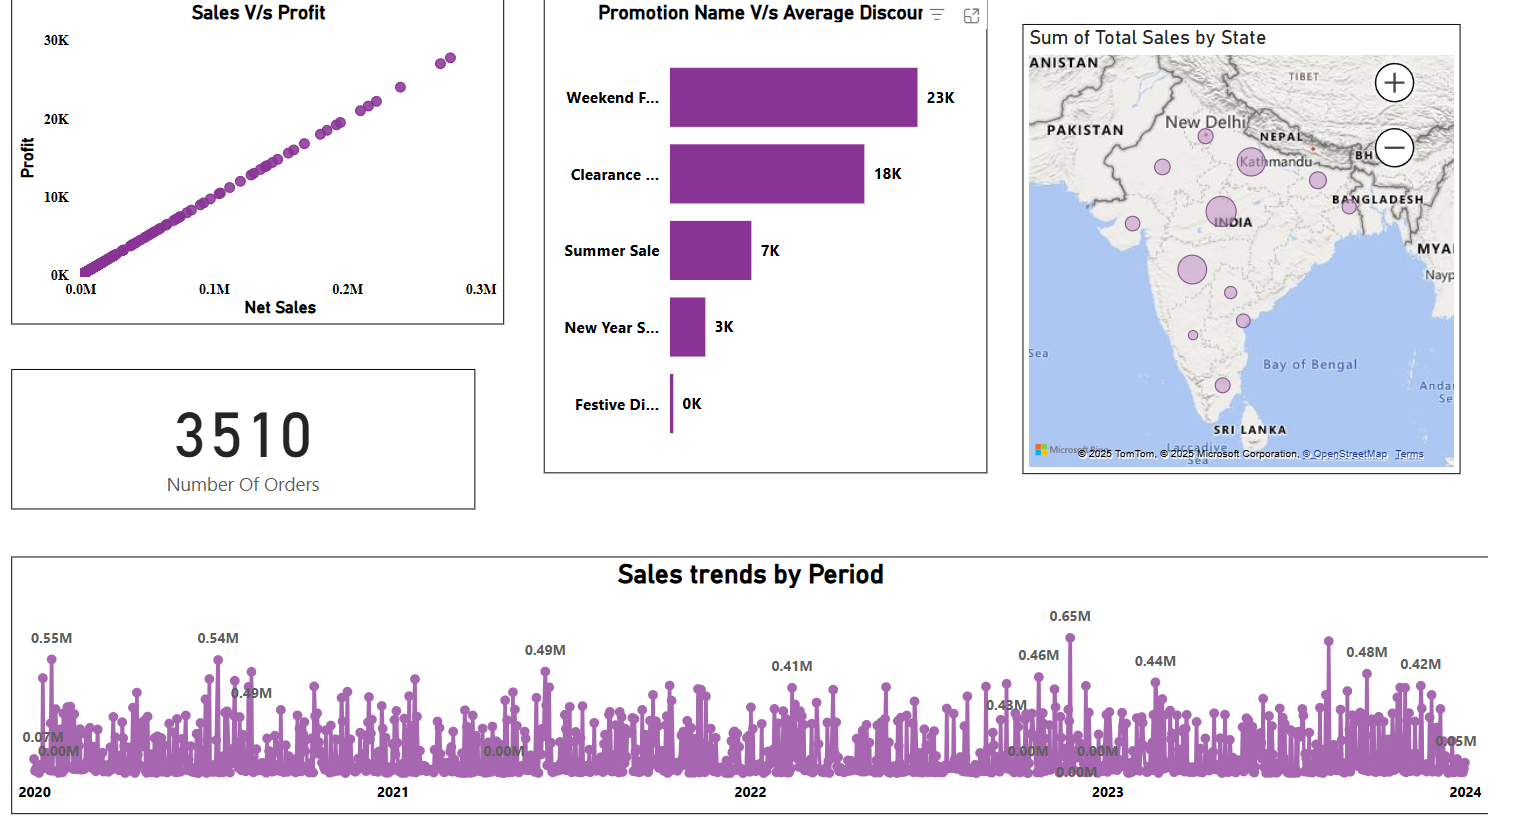 Sales V/s Profit
30K
20K
10K
0K
Profit
0.0M 0.1M 0.2M 0.3M
Net Sales
Promotion Name V/s Average Discour
Weekend F... 23K
Clearance ... 18K
Summer Sale 7K
New Year S... 3K
Festive Di... 0K
Sum of Total Sales by State
ANISTAN
TIBET
PAKISTAN
New Delhi
NEPAL
Kathmandu
BH
BANGLADESH
INDIA
MYA
Nayp
Sea
Bay of Bengal
Anda
Se
SRI LANKA
Laccadive
Sea
Microsoft Bing
© 2025 TomTom, © 2025 Microsoft Corporation, © OpenStreetMap Terms
3510
Number Of Orders
Sales trends by Period
0.65M
0.55M 0.54M 0.49M 0.41M 0.46M 0.44M 0.48M 0.42M
0.49M 0.43M
0.07M 0.05M
0.00M 0.00M 0.00M 0.00M
0.00M
2020 2021 2022 2023 2024